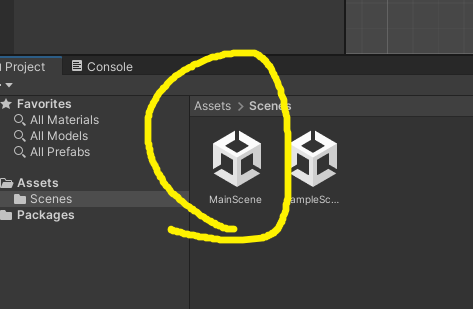 Project
Console
Favorites
All Materials
All Models
All Prefabs
Assets
Scenes
Packages
Assets > Scenes
MainScene
ampleSc...